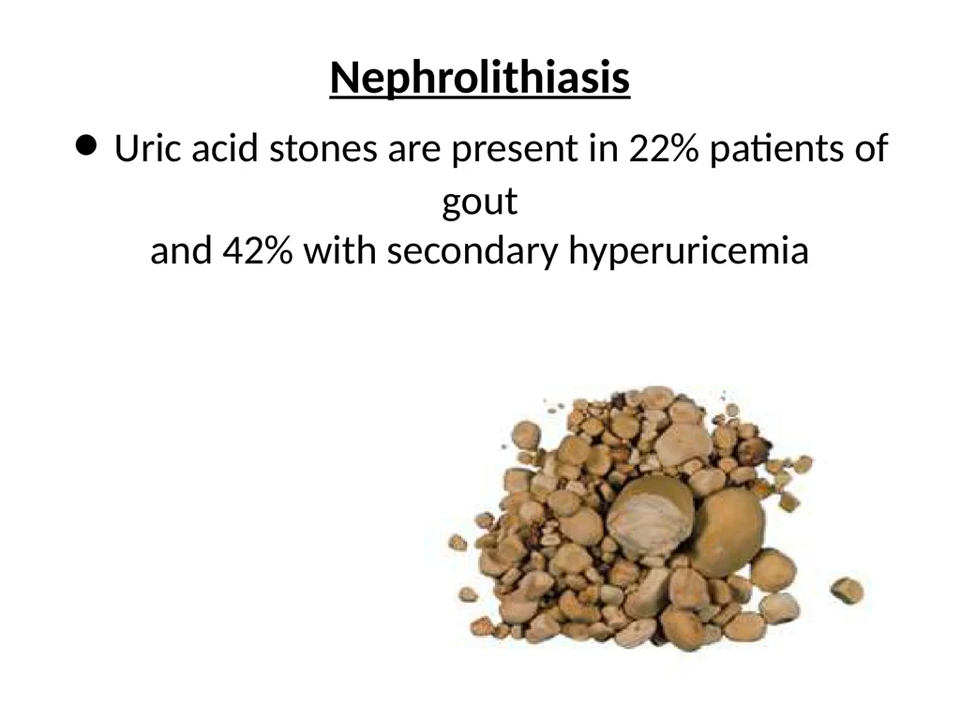 Nephrolithiasis
● Uric acid stones are present in 22% patients of
gout
and 42% with secondary hyperuricemia